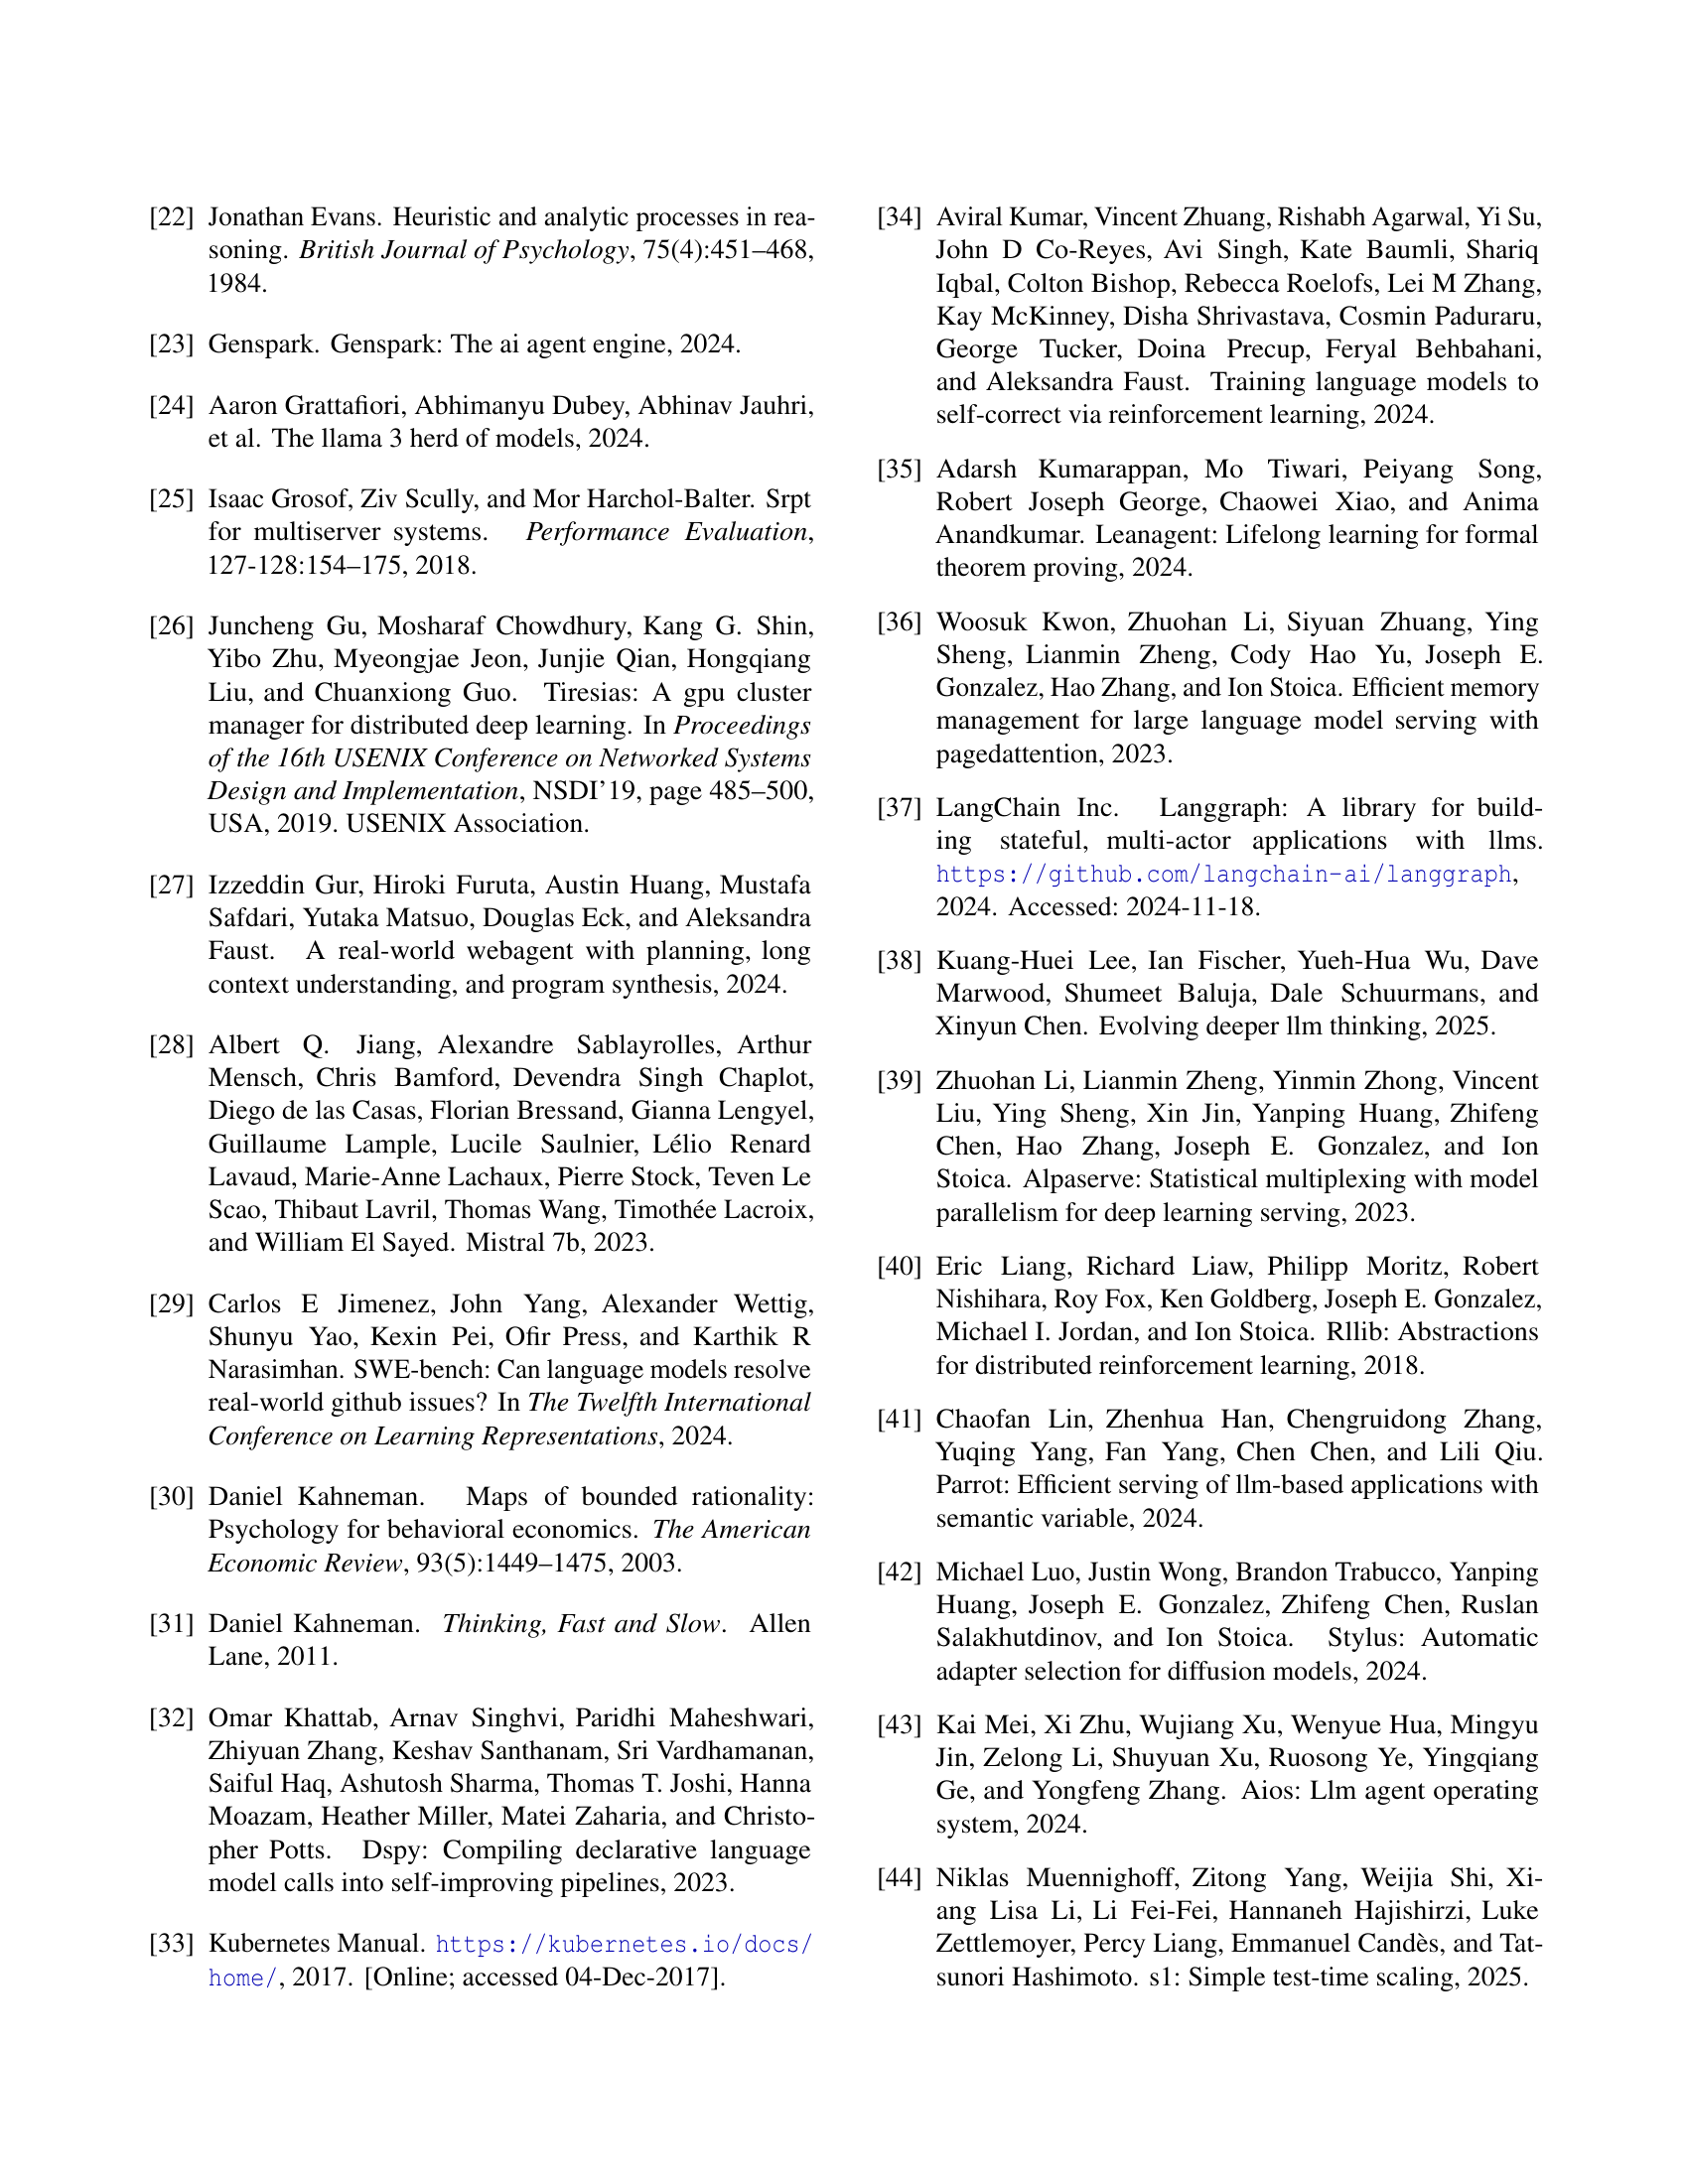 [22] Jonathan Evans. Heuristic and analytic processes in rea-
soning. British Journal of Psychology, 75(4):451–468,
1984.
[23] Genspark. Genspark: The ai agent engine, 2024.
[24] Aaron Grattafiori, Abhimanyu Dubey, Abhinav Jauhri,
et al. The llama 3 herd of models, 2024.
[25] Isaac Grosof, Ziv Scully, and Mor Harchol-Balter. Srpt
for multiserver systems. Performance Evaluation,
127-128:154–175, 2018.
[26] Juncheng Gu, Mosharaf Chowdhury, Kang G. Shin,
Yibo Zhu, Myeongjae Jeon, Junjie Qian, Hongqiang
Liu, and Chuanxiong Guo. Tiresias: A gpu cluster
manager for distributed deep learning. In Proceedings
of the 16th USENIX Conference on Networked Systems
Design and Implementation, NSDI’19, page 485–500,
USA, 2019. USENIX Association.
[27] Izzeddin Gur, Hiroki Furuta, Austin Huang, Mustafa
Safdari, Yutaka Matsuo, Douglas Eck, and Aleksandra
Faust. A real-world webagent with planning, long
context understanding, and program synthesis, 2024.
[28] Albert Q. Jiang, Alexandre Sablayrolles, Arthur
Mensch, Chris Bamford, Devendra Singh Chaplot,
Diego de las Casas, Florian Bressand, Gianna Lengyel,
Guillaume Lample, Lucile Saulnier, Lélio Renard
Lavaud, Marie-Anne Lachaux, Pierre Stock, Teven Le
Scao, Thibaut Lavril, Thomas Wang, Timothée Lacroix,
and William El Sayed. Mistral 7b, 2023.
[29] Carlos E Jimenez, John Yang, Alexander Wettig,
Shunyu Yao, Kexin Pei, Ofir Press, and Karthik R
Narasimhan. SWE-bench: Can language models resolve
real-world github issues? In The Twelfth International
Conference on Learning Representations, 2024.
[30] Daniel Kahneman. Maps of bounded rationality:
Psychology for behavioral economics. The American
Economic Review, 93(5):1449–1475, 2003.
[31] Daniel Kahneman. Thinking, Fast and Slow. Allen
Lane, 2011.
[32] Omar Khattab, Arnav Singhvi, Paridhi Maheshwari,
Zhiyuan Zhang, Keshav Santhanam, Sri Vardhamanan,
Saiful Haq, Ashutosh Sharma, Thomas T. Joshi, Hanna
Moazam, Heather Miller, Matei Zaharia, and Christo-
pher Potts. Dspy: Compiling declarative language
model calls into self-improving pipelines, 2023.
[33] Kubernetes Manual. https://kubernetes.io/docs/
home/, 2017. [Online; accessed 04-Dec-2017].
[34] Aviral Kumar, Vincent Zhuang, Rishabh Agarwal, Yi Su,
John D Co-Reyes, Avi Singh, Kate Baumli, Shariq
Iqbal, Colton Bishop, Rebecca Roelofs, Lei M Zhang,
Kay McKinney, Disha Shrivastava, Cosmin Paduraru,
George Tucker, Doina Precup, Feryal Behbahani,
and Aleksandra Faust. Training language models to
self-correct via reinforcement learning, 2024.
[35] Adarsh Kumarappan, Mo Tiwari, Peiyang Song,
Robert Joseph George, Chaowei Xiao, and Anima
Anandkumar. Leanagent: Lifelong learning for formal
theorem proving, 2024.
[36] Woosuk Kwon, Zhuohan Li, Siyuan Zhuang, Ying
Sheng, Lianmin Zheng, Cody Hao Yu, Joseph E.
Gonzalez, Hao Zhang, and Ion Stoica. Efficient memory
management for large language model serving with
pagedattention, 2023.
[37] LangChain Inc. Langgraph: A library for build-
ing stateful, multi-actor applications with llms.
https://github.com/langchain-ai/langgraph,
2024. Accessed: 2024-11-18.
[38] Kuang-Huei Lee, Ian Fischer, Yueh-Hua Wu, Dave
Marwood, Shumeet Baluja, Dale Schuurmans, and
Xinyun Chen. Evolving deeper llm thinking, 2025.
[39] Zhuohan Li, Lianmin Zheng, Yinmin Zhong, Vincent
Liu, Ying Sheng, Xin Jin, Yanping Huang, Zhifeng
Chen, Hao Zhang, Joseph E. Gonzalez, and Ion
Stoica. Alpaserve: Statistical multiplexing with model
parallelism for deep learning serving, 2023.
[40] Eric Liang, Richard Liaw, Philipp Moritz, Robert
Nishihara, Roy Fox, Ken Goldberg, Joseph E. Gonzalez,
Michael I. Jordan, and Ion Stoica. Rllib: Abstractions
for distributed reinforcement learning, 2018.
[41] Chaofan Lin, Zhenhua Han, Chengruidong Zhang,
Yuqing Yang, Fan Yang, Chen Chen, and Lili Qiu.
Parrot: Efficient serving of llm-based applications with
semantic variable, 2024.
[42] Michael Luo, Justin Wong, Brandon Trabucco, Yanping
Huang, Joseph E. Gonzalez, Zhifeng Chen, Ruslan
Salakhutdinov, and Ion Stoica. Stylus: Automatic
adapter selection for diffusion models, 2024.
[43] Kai Mei, Xi Zhu, Wujiang Xu, Wenyue Hua, Mingyu
Jin, Zelong Li, Shuyuan Xu, Ruosong Ye, Yingqiang
Ge, and Yongfeng Zhang. Aios: Llm agent operating
system, 2024.
[44] Niklas Muennighoff, Zitong Yang, Weijia Shi, Xi-
ang Lisa Li, Li Fei-Fei, Hannaneh Hajishirzi, Luke
Zettlemoyer, Percy Liang, Emmanuel Candès, and Tat-
sunori Hashimoto. s1: Simple test-time scaling, 2025.